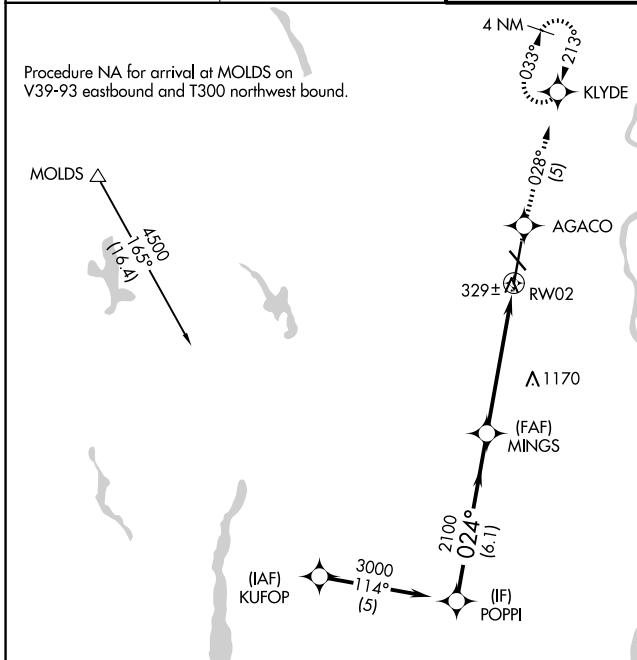 4 NM
033°
213°
KLYDE
Procedure NA for arrival at MOLDS on
V39-93 eastbound and T300 northwest bound.
028°
(5)
MOLDS
AGACO
4500
165°
(16.4)
329±
RW02
1170
(FAF)
MINGS
2100
024°
(6.1)
(IAF)
KUFOP
3000
114°
(5)
(IF)
POPPI